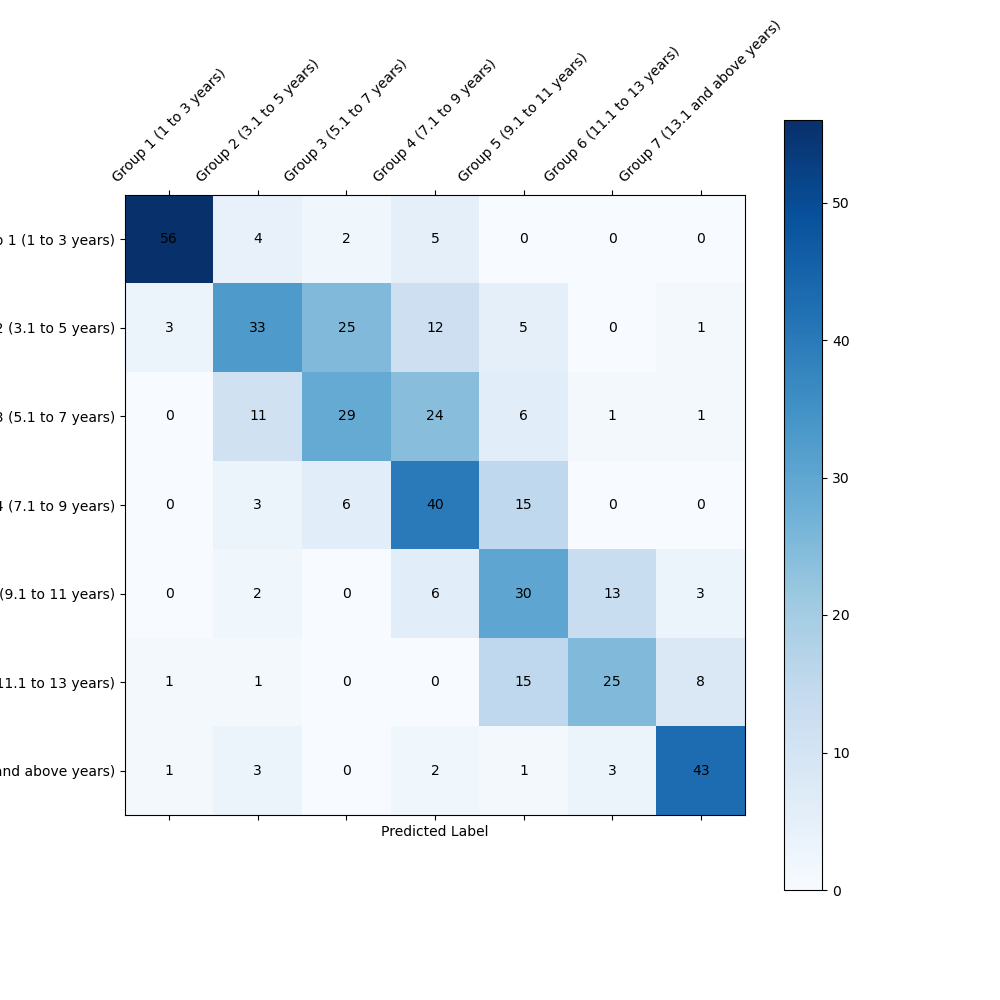 Group 1 (1 to 3 years)
Group 2 (3.1 to 5 years)
Group 3 (5.1 to 7 years)
Group 4 (7.1 to 9 years)
Group 5 (9.1 to 11 years)
Group 6 (11.1 to 13 years)
Group 7 (13.1 and above years)
1 (1 to 3 years) 56 4 2 5 0 0 0
2 (3.1 to 5 years) 3 33 25 12 5 0 1
3 (5.1 to 7 years) 0 11 29 24 6 1 1
4 (7.1 to 9 years) 0 3 6 40 15 0 0
(9.1 to 11 years) 0 2 0 6 30 13 3
11.1 to 13 years) 1 1 0 0 15 25 8
and above years) 1 3 0 2 1 3 43
Predicted Label
50
40
30
20
10
0